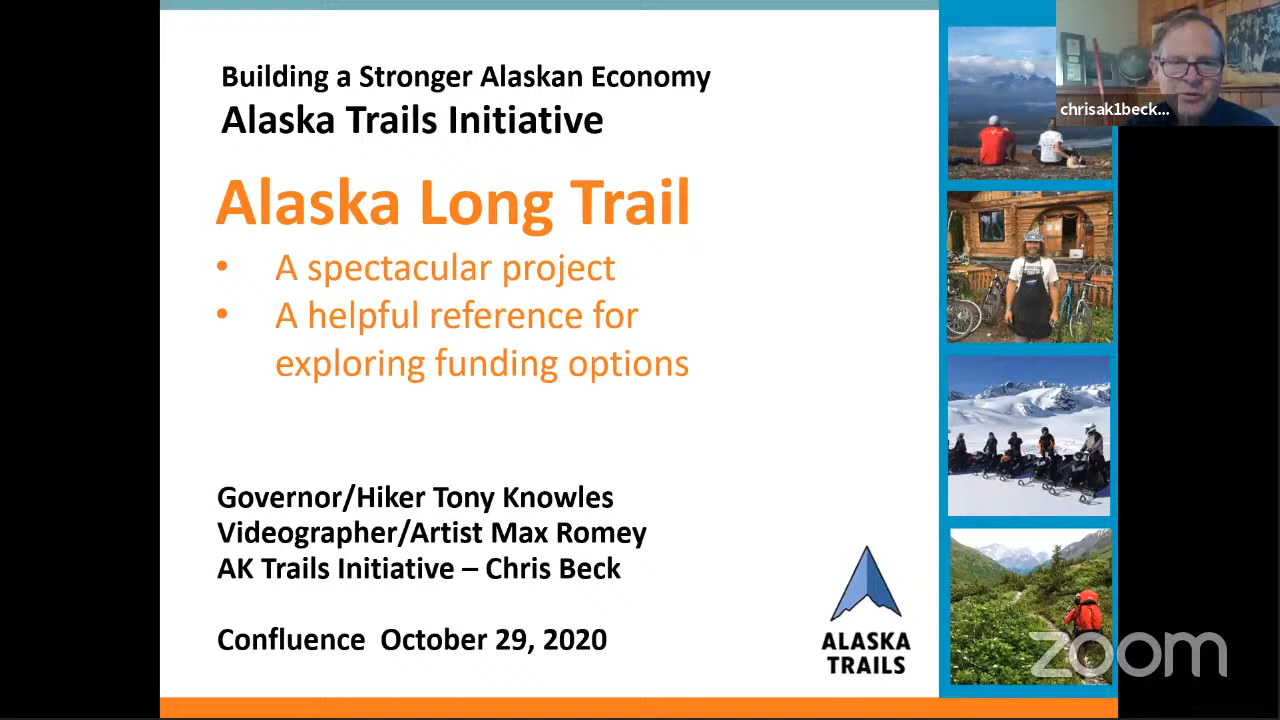 Building a Stronger Alaskan Economy
Alaska Trails Initiative
Alaska Long Trail
• A spectacular project
• A helpful reference for
exploring funding options
Governor/Hiker Tony Knowles
Videographer/Artist Max Romey
AK Trails Initiative – Chris Beck
Confluence October 29, 2020
ALASKA
TRAILS
chrisak1beck...
zoom